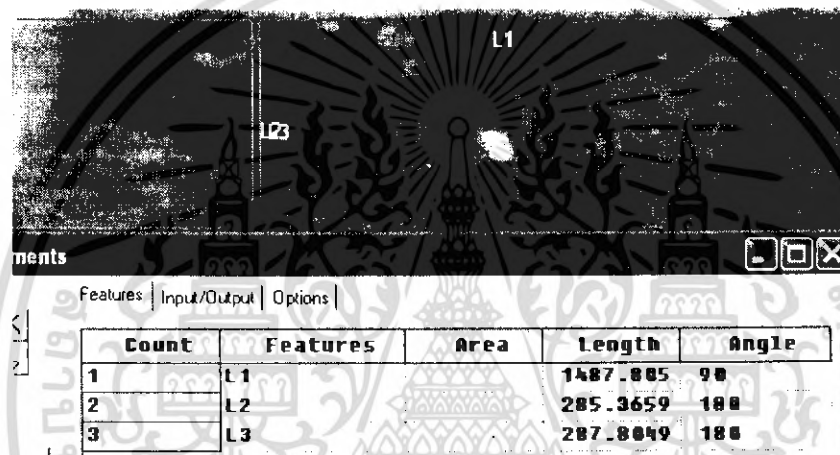 L1
L23
ments
Features | Input/Output | Options |
Count Features Area Length Angle
1 L1 1487.805 90
2 L2 285.3659 180
3 L3 287.8049 180